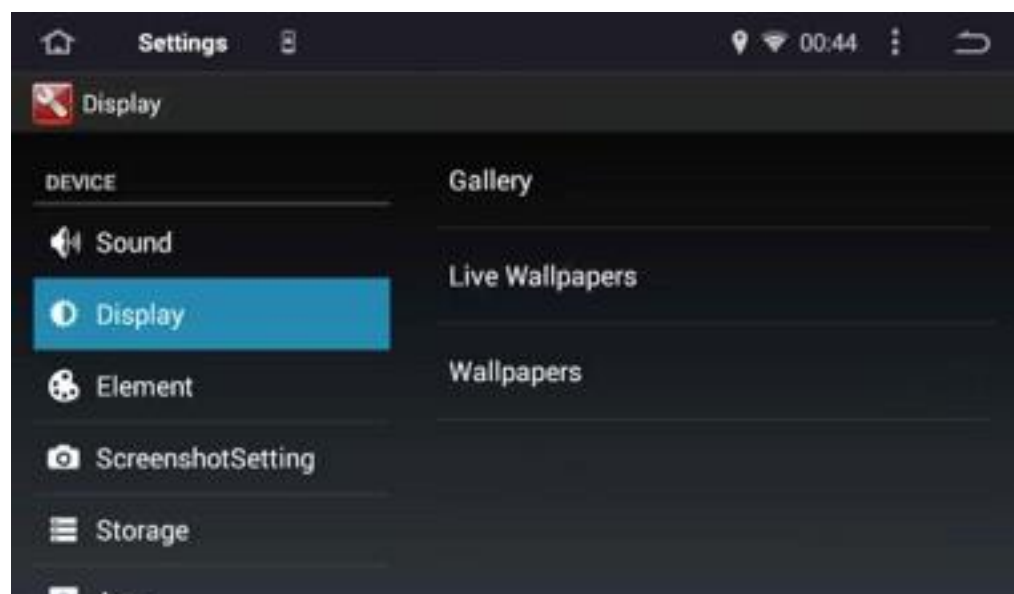 Settings
00:44
Display
DEVICE
Sound
Display
Element
ScreenshotSetting
Storage
Gallery
Live Wallpapers
Wallpapers